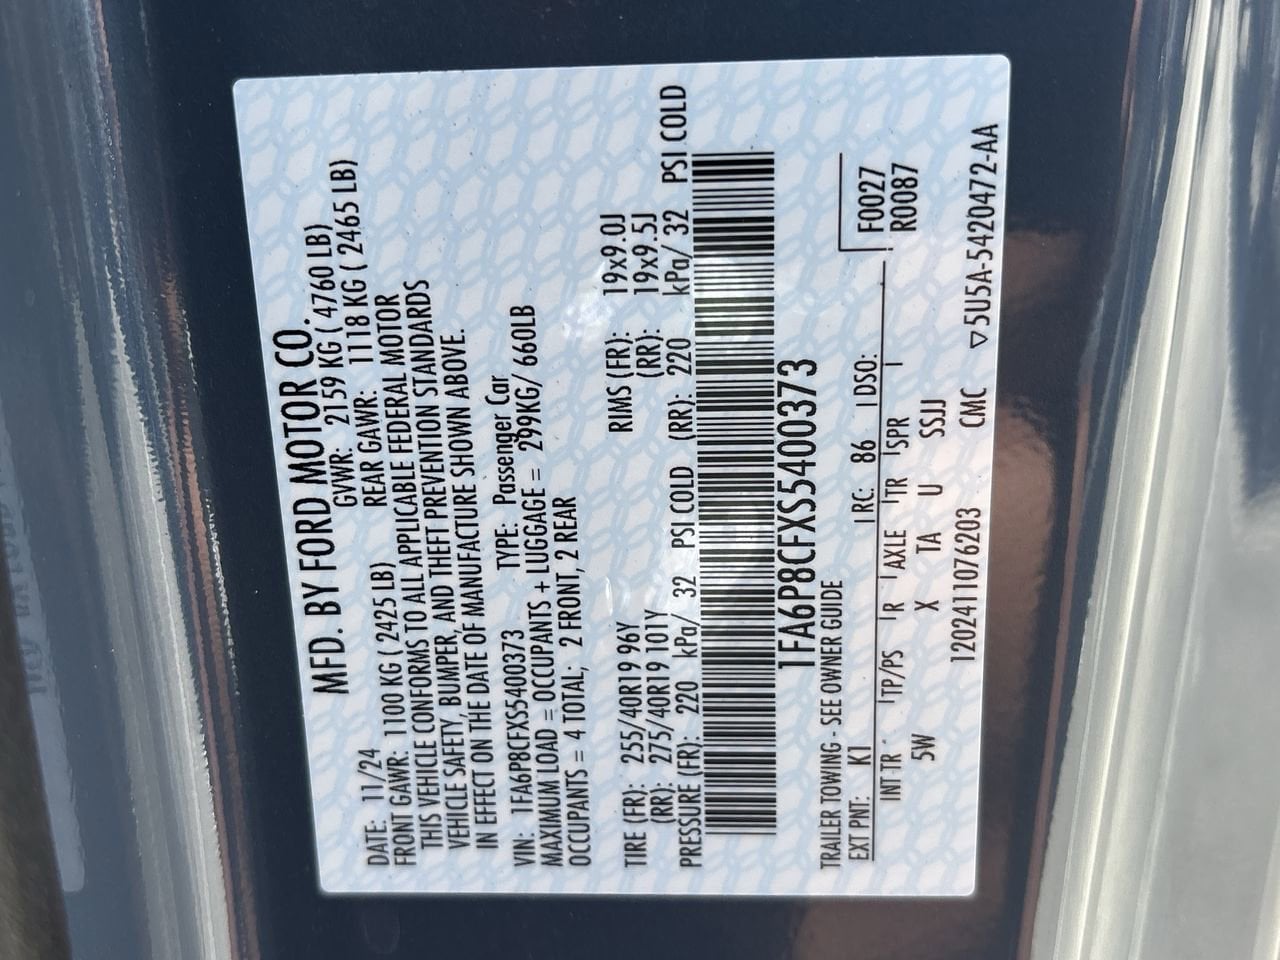 MFD. BY FORD MOTOR CO.
DATE: 11/24 GVWR: 2159 KG ( 4760 LB)
FRONT GAWR: 1100 KG ( 2425 LB) REAR GAWR: 1118 KG ( 2465 LB)
THIS VEHICLE CONFORMS TO ALL APPLICABLE FEDERAL MOTOR
VEHICLE SAFETY, BUMPER, AND THEFT PREVENTION STANDARDS
IN EFFECT ON THE DATE OF MANUFACTURE SHOWN ABOVE.
VIN: 1FA6P8CFXS5400373 TYPE: Passenger Car
MAXIMUM LOAD = OCCUPANTS + LUGGAGE = 299KG/ 660LB
OCCUPANTS = 4 TOTAL; 2 FRONT, 2 REAR
TIRE (FR): 255/40R19 96Y RIMS (FR): 19x9.0J
(RR): 275/40R19 101Y (RR): 19x9.5J
PRESSURE (FR): 220 kPa/ 32 PSI COLD (RR): 220 kPa/ 32 PSI COLD
1FA6P8CFXS5400373
TRAILER TOWING - SEE OWNER GUIDE
F0027
R0087
EXT PNT: K1 RC: 86 DSO:
INT TR TP/PS R AXLE TR SPR
5W X TA U SSJJ
1202411076203 CMC ▽5U5A-5420472-AA